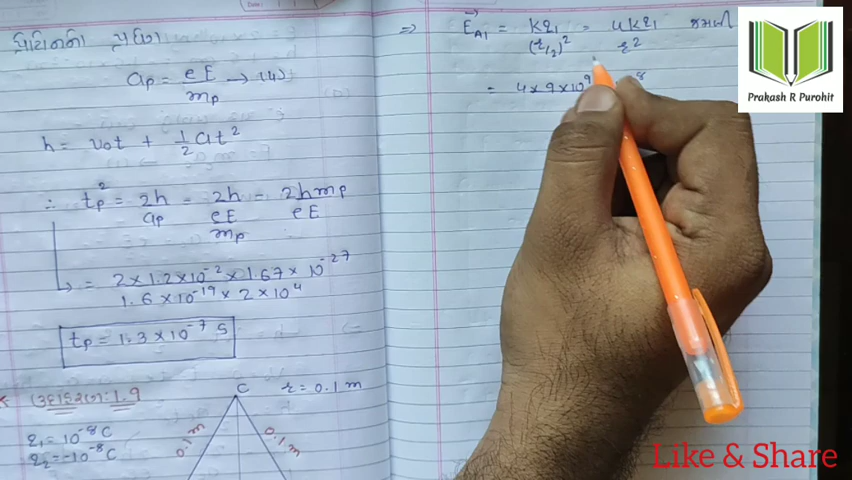 પ્રોટોનનો પ્રવેગ
ap = eE/mp → (4)
h = v₀t + 1/2 at²
∴ tp² = 2h/ap = 2h/(eE/mp) = 2hmp/eE
= 2 × 1.2 × 10⁻² × 1.67 × 10⁻²⁷ / 1.6 × 10⁻¹⁹ × 2 × 10⁴
tp = 1.3 × 10⁻⁷ s
ઉદાહરણ: 1.9
q₁ = 10⁻⁸ C
q₂ = -10⁻⁸ C
C
r = 0.1 m
0.1 m
0.1 m
⇒ E⃗A1 = kq₁/(r/2)² = 4kq₁/r² જમણી
= 4 × 9 × 10⁹
-8
Prakash R Purohit
Like & Share